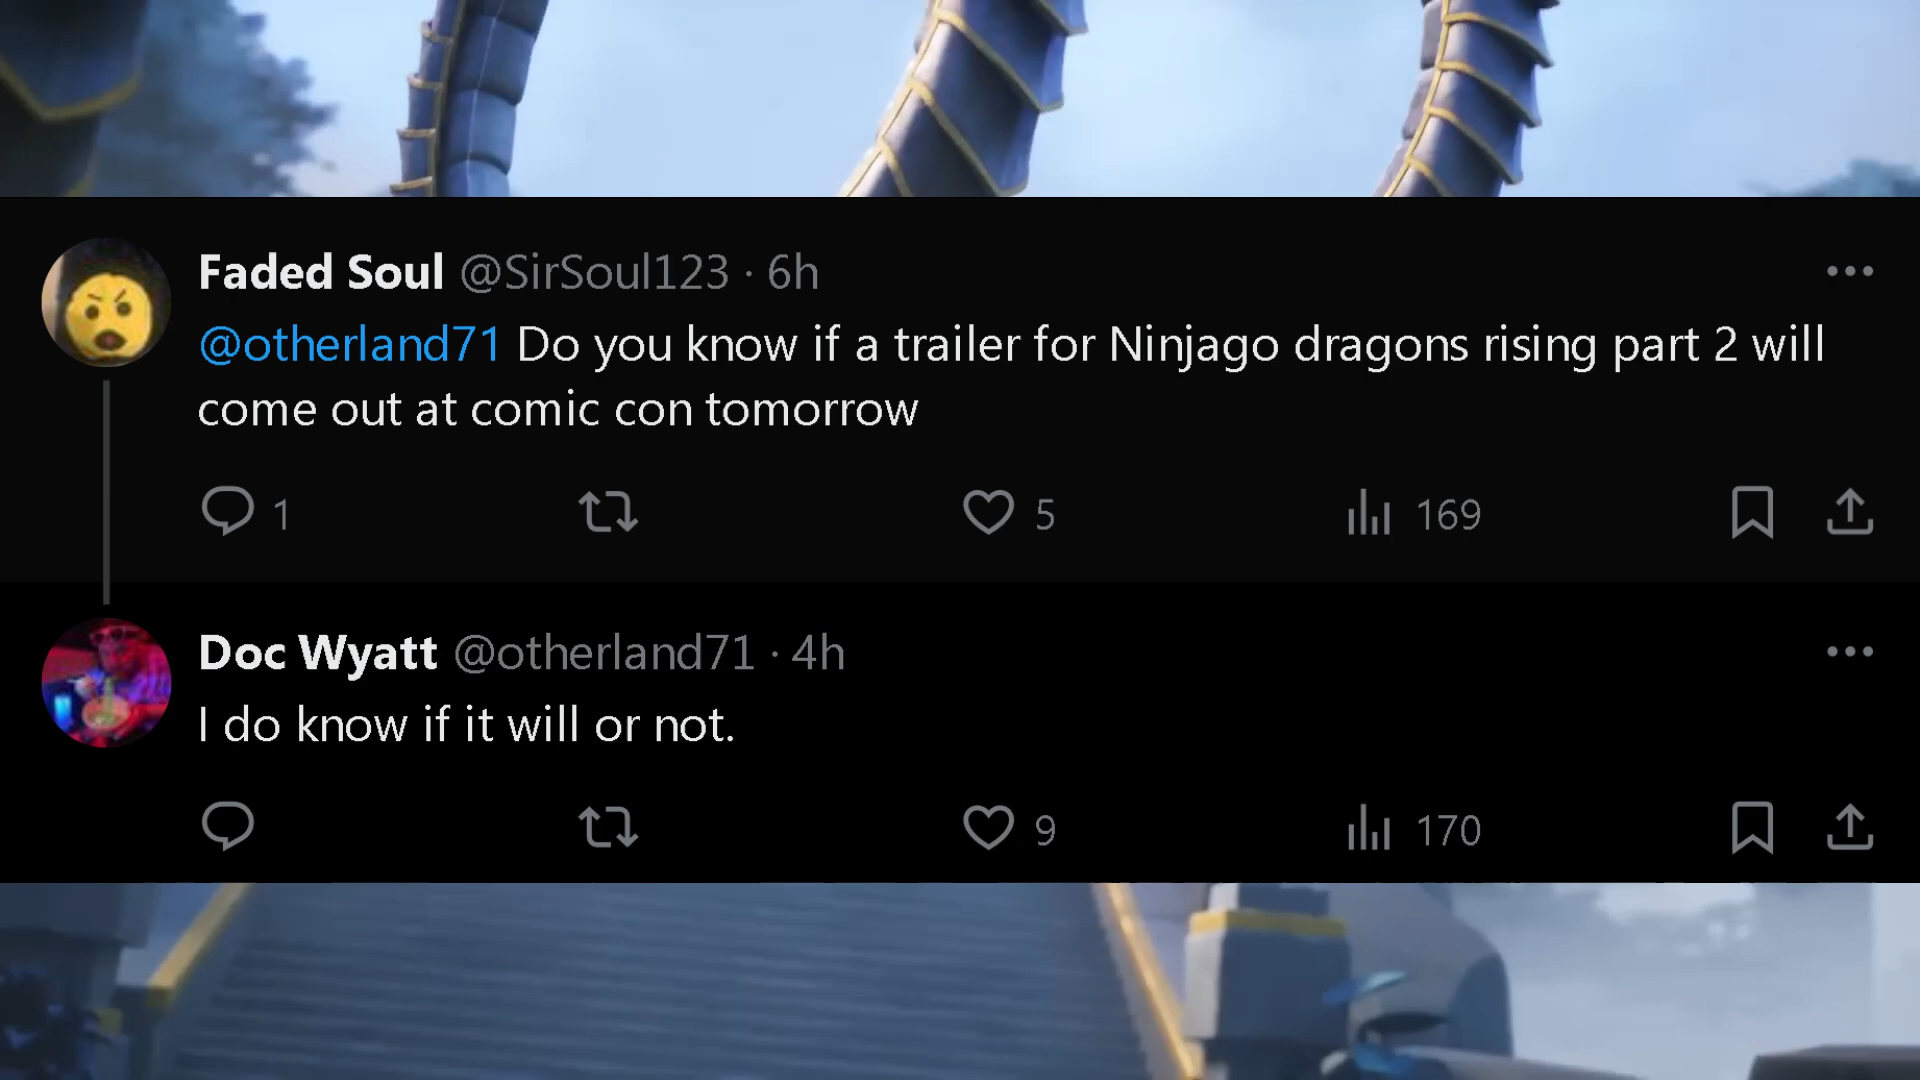 Faded Soul @SirSoul123 · 6h
@otherland71 Do you know if a trailer for Ninjago dragons rising part 2 will
come out at comic con tomorrow
1 5 169
Doc Wyatt @otherland71 · 4h
I do know if it will or not.
9 170